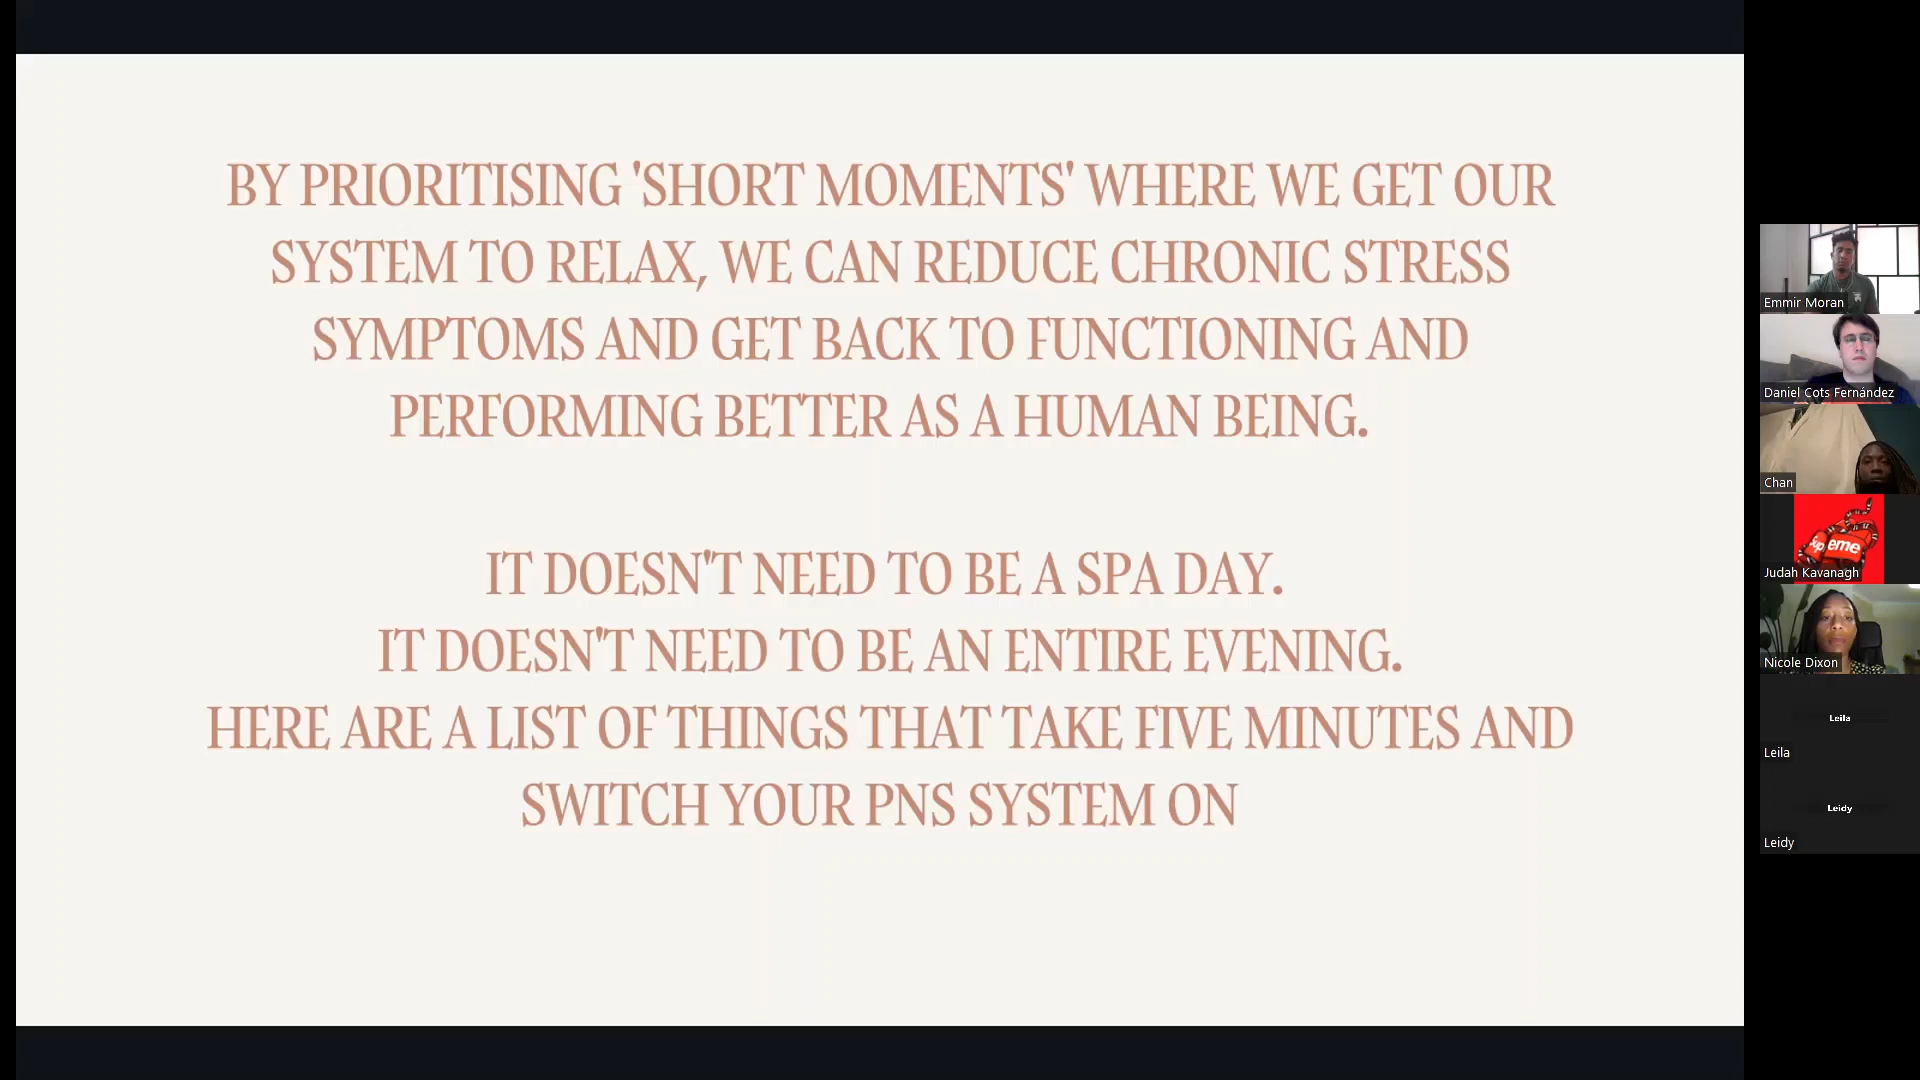 BY PRIORITISING 'SHORT MOMENTS' WHERE WE GET OUR
SYSTEM TO RELAX, WE CAN REDUCE CHRONIC STRESS
SYMPTOMS AND GET BACK TO FUNCTIONING AND
PERFORMING BETTER AS A HUMAN BEING.
IT DOESN'T NEED TO BE A SPA DAY.
IT DOESN'T NEED TO BE AN ENTIRE EVENING.
HERE ARE A LIST OF THINGS THAT TAKE FIVE MINUTES AND
SWITCH YOUR PNS SYSTEM ON
Emmir Moran
Daniel Cots Fernández
Chan
Sup eme
Judah Kavanagh
Nicole Dixon
Leila
Leila
Leidy
Leidy